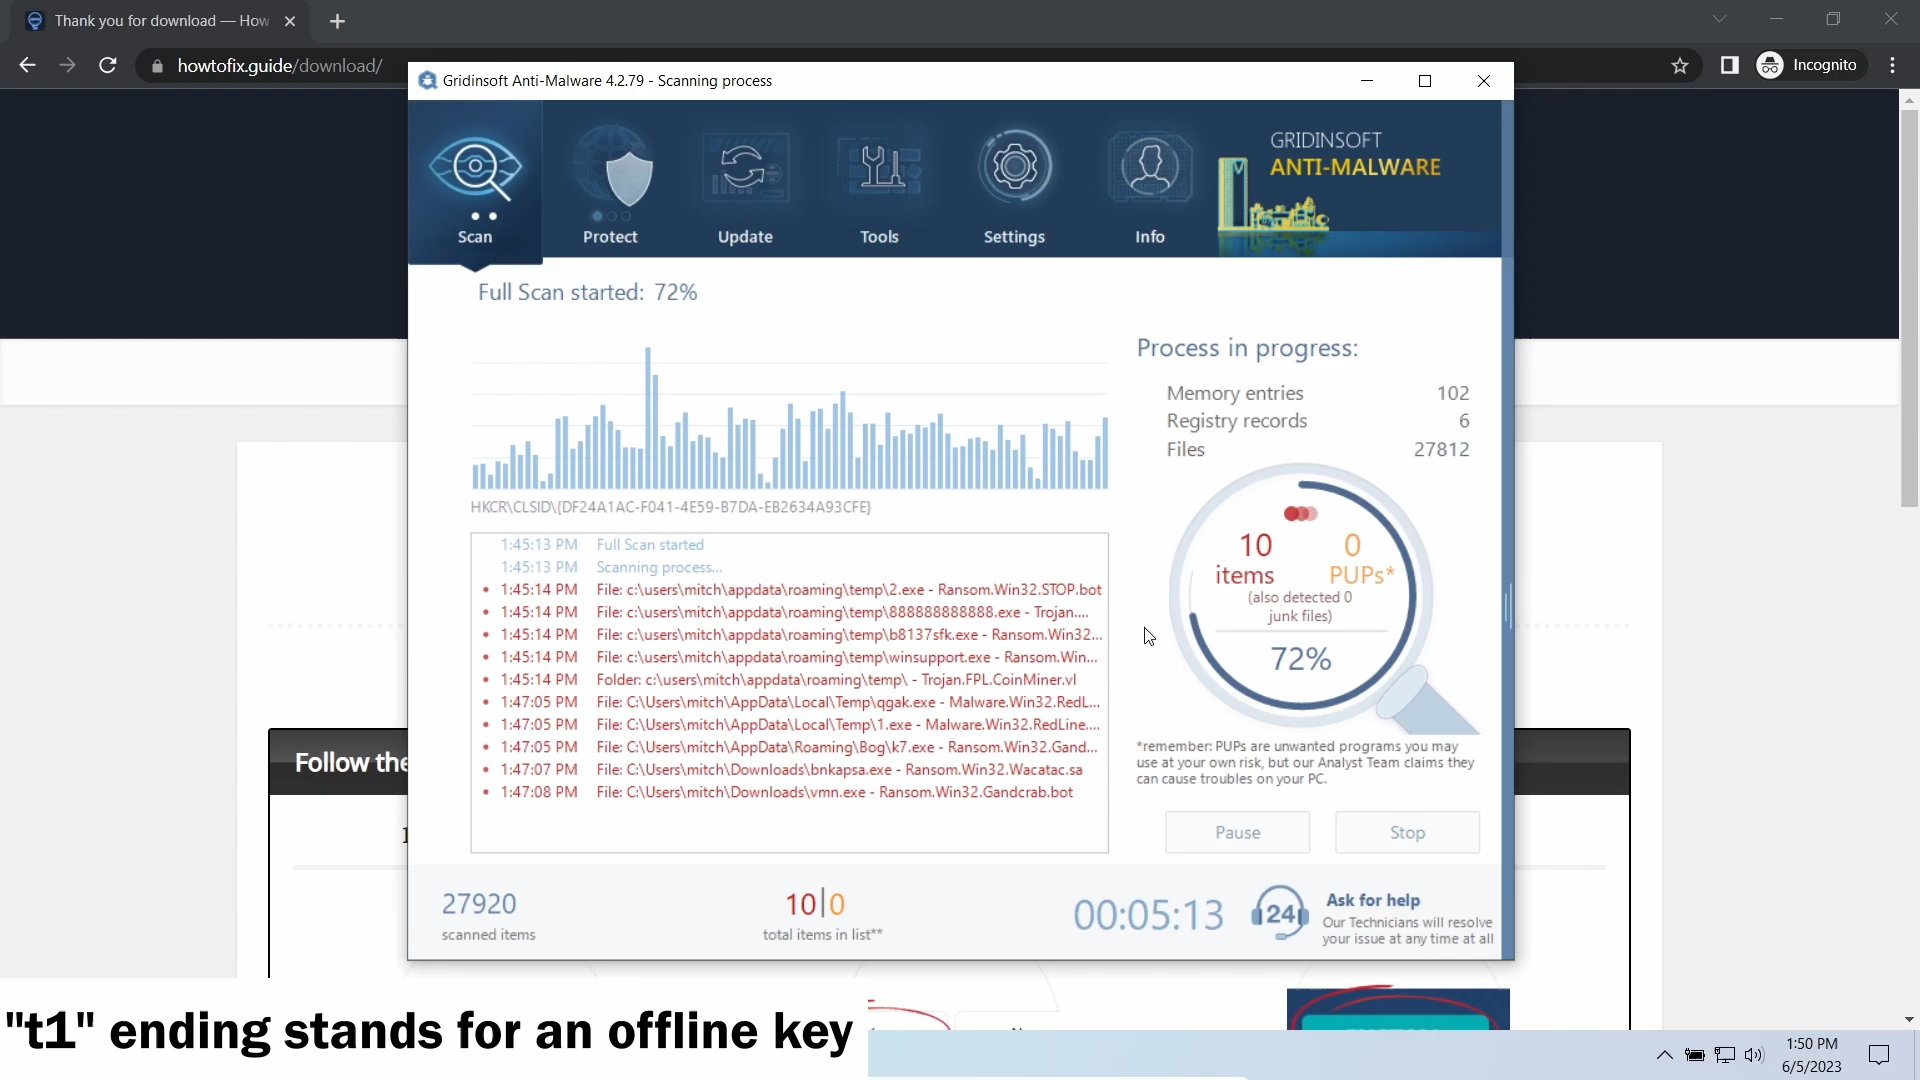 Thank you for download — How
howtofix.guide/download/
Incognito
Gridinsoft Anti-Malware 4.2.79 - Scanning process
GRIDINSOFT
ANTI-MALWARE
Scan
Protect
Update
Tools
Settings
Info
Full Scan started: 72%
Process in progress:
Memory entries 102
Registry records 6
Files 27812
HKCR\CLSID\{DF24A1AC-F041-4E59-B7DA-EB2634A93CFE}
1:45:13 PM Full Scan started
1:45:13 PM Scanning process...
• 1:45:14 PM File: c:\users\mitch\appdata\roaming\temp\2.exe - Ransom.Win32.STOP.bot
• 1:45:14 PM File: c:\users\mitch\appdata\roaming\temp\888888888888.exe - Trojan....
• 1:45:14 PM File: c:\users\mitch\appdata\roaming\temp\b8137sfk.exe - Ransom.Win32...
• 1:45:14 PM File: c:\users\mitch\appdata\roaming\temp\winsupport.exe - Ransom.Win...
• 1:45:14 PM Folder: c:\users\mitch\appdata\roaming\temp\ - Trojan.FPL.CoinMiner.vl
• 1:47:05 PM File: C:\Users\mitch\AppData\Local\Temp\qgak.exe - Malware.Win32.RedL...
• 1:47:05 PM File: C:\Users\mitch\AppData\Local\Temp\1.exe - Malware.Win32.RedLine....
• 1:47:05 PM File: C:\Users\mitch\AppData\Roaming\Bog\k7.exe - Ransom.Win32.Gand...
• 1:47:07 PM File: C:\Users\mitch\Downloads\bnkapsa.exe - Ransom.Win32.Wacatac.sa
• 1:47:08 PM File: C:\Users\mitch\Downloads\vmn.exe - Ransom.Win32.Gandcrab.bot
10 0
items PUPs*
(also detected 0
junk files)
72%
*remember: PUPs are unwanted programs you may
use at your own risk, but our Analyst Team claims they
can cause troubles on your PC.
Pause
Stop
27920
scanned items
10|0
total items in list**
00:05:13
24
Ask for help
Our Technicians will resolve
your issue at any time at all
Follow the
1
"t1" ending stands for an offline key
1:50 PM
6/5/2023